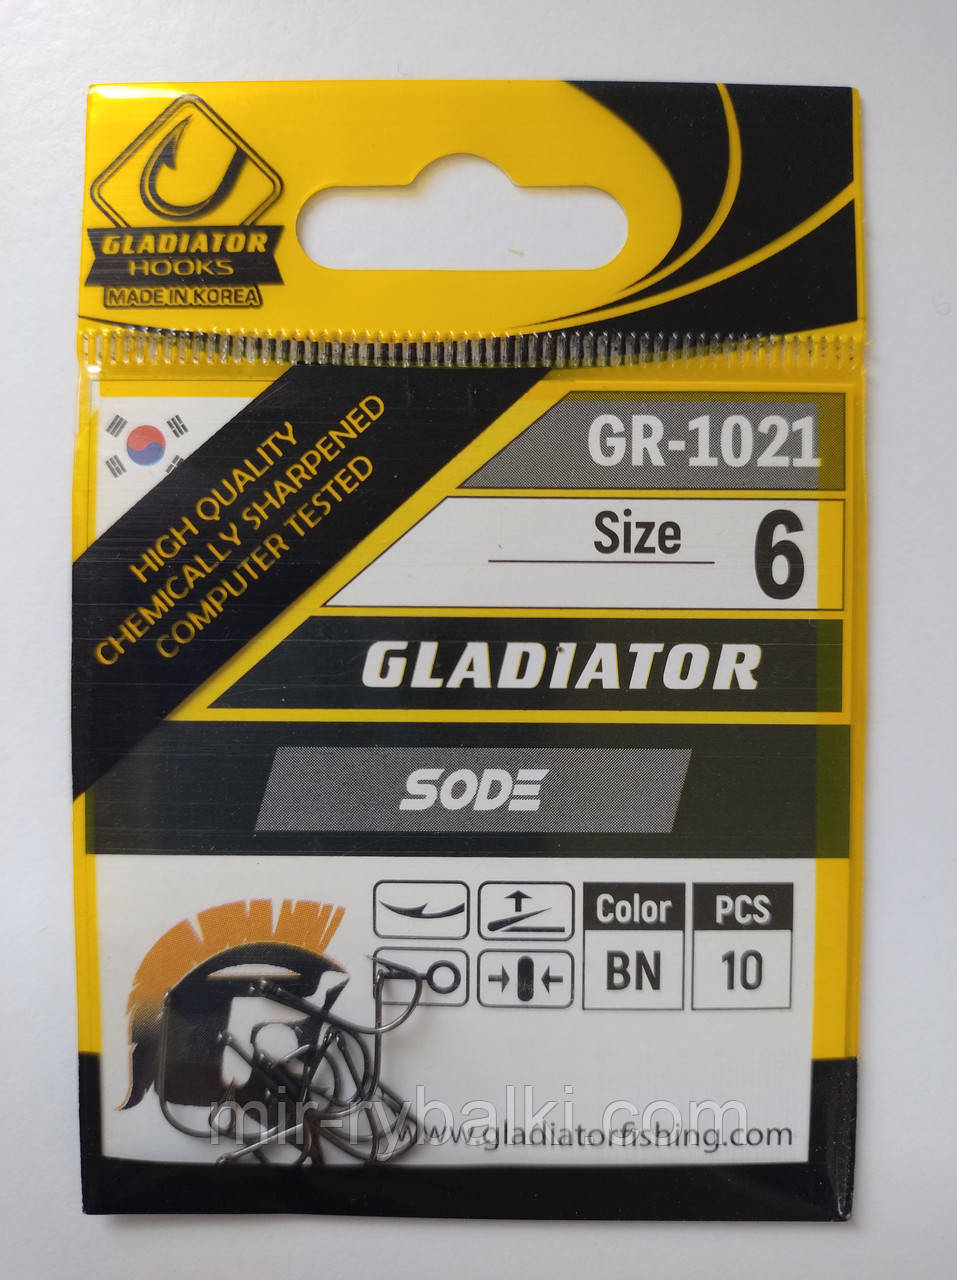 GLADIATOR
HOOKS
MADE IN KOREA
HIGH QUALITY
CHEMICALLY SHARPENED
COMPUTER TESTED
GR-1021
Size 6
GLADIATOR
SODE
Color PCS
BN 10
mir-rybalki.com
www.gladiatorfishing.com